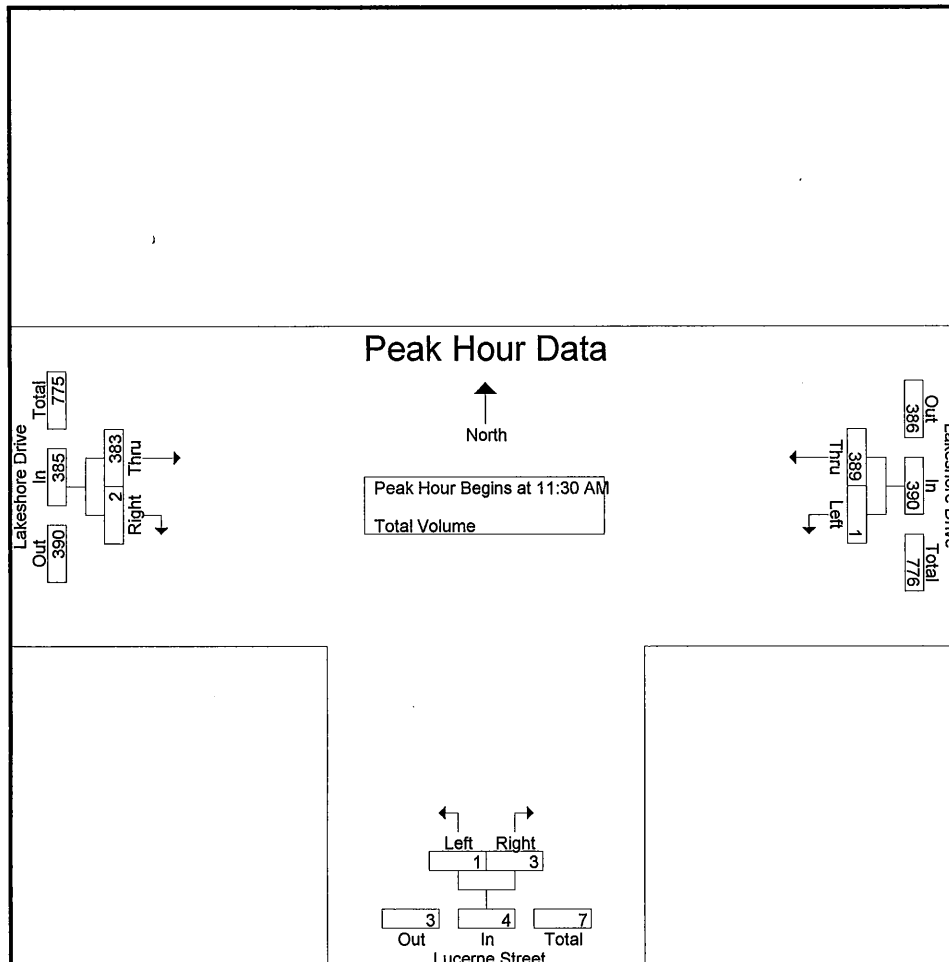 Peak Hour Data
North
Peak Hour Begins at 11:30 AM
Total Volume
Lakeshore Drive
Total
775
In
385
Out
390
383
Thru
2
Right
Lakeshore Drive
Out
386
In
390
Total
776
389
Thru
1
Left
Left
Right
1
3
3
4
7
Out
In
Total
Lucerne Street